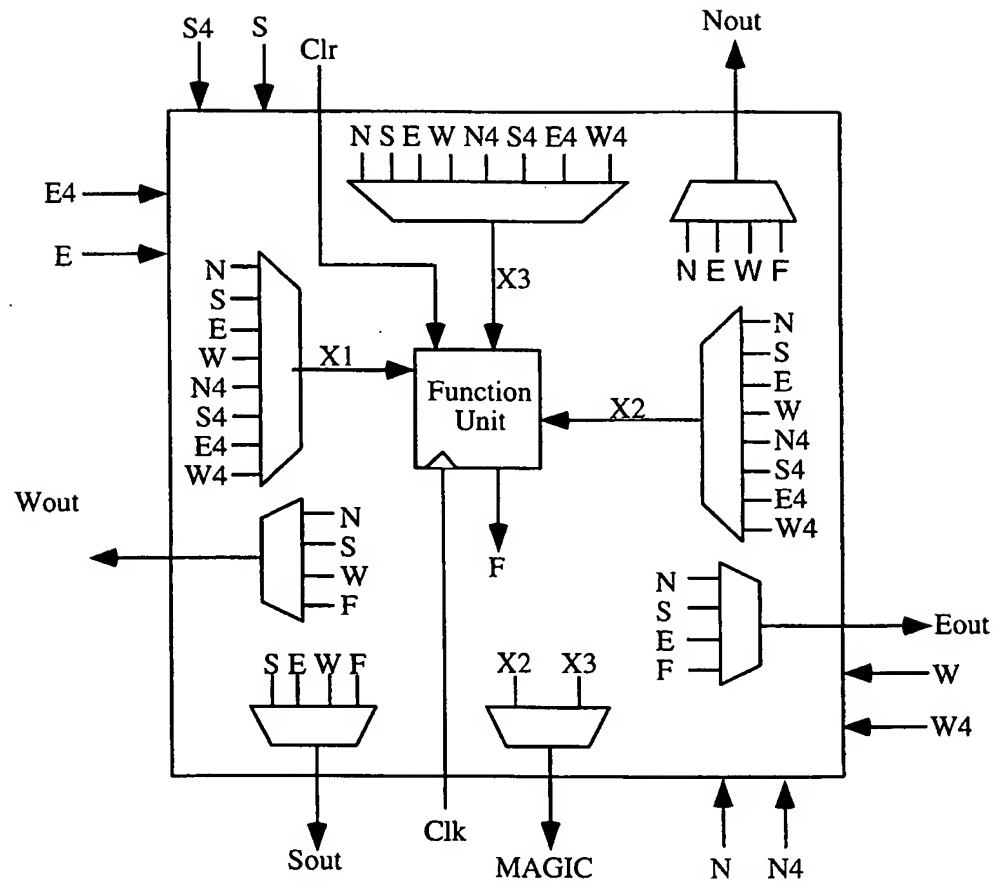 S4 S
Clr
Nout
N S E W N4 S4 E4 W4
E4
E
N E W F
N
S
E
W
N4
S4
E4
W4
X1
X3
Function
Unit
X2
N
S
E
W
N4
S4
E4
W4
Wout
N
S
W
F
F
N
S
E
F
Eout
W
W4
S E W F
X2 X3
Sout
Clk
MAGIC
N N4